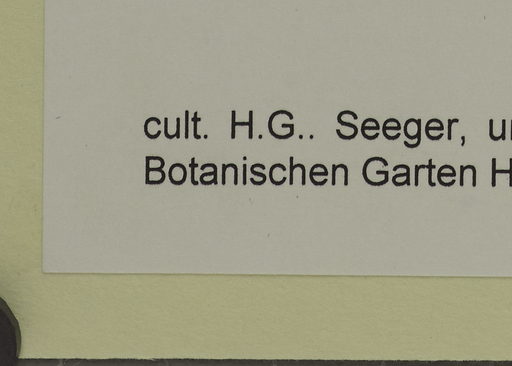 cult. H.G.. Seeger,
Botanischen Garten